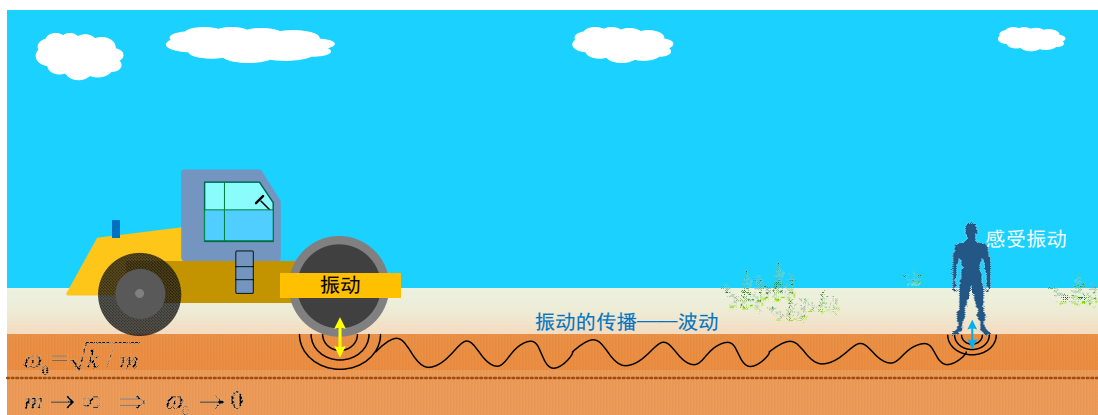 感受振动
振动
振动的传播——波动
ω₀=√k/m
m → ∞ ⇒ ω₀ → 0